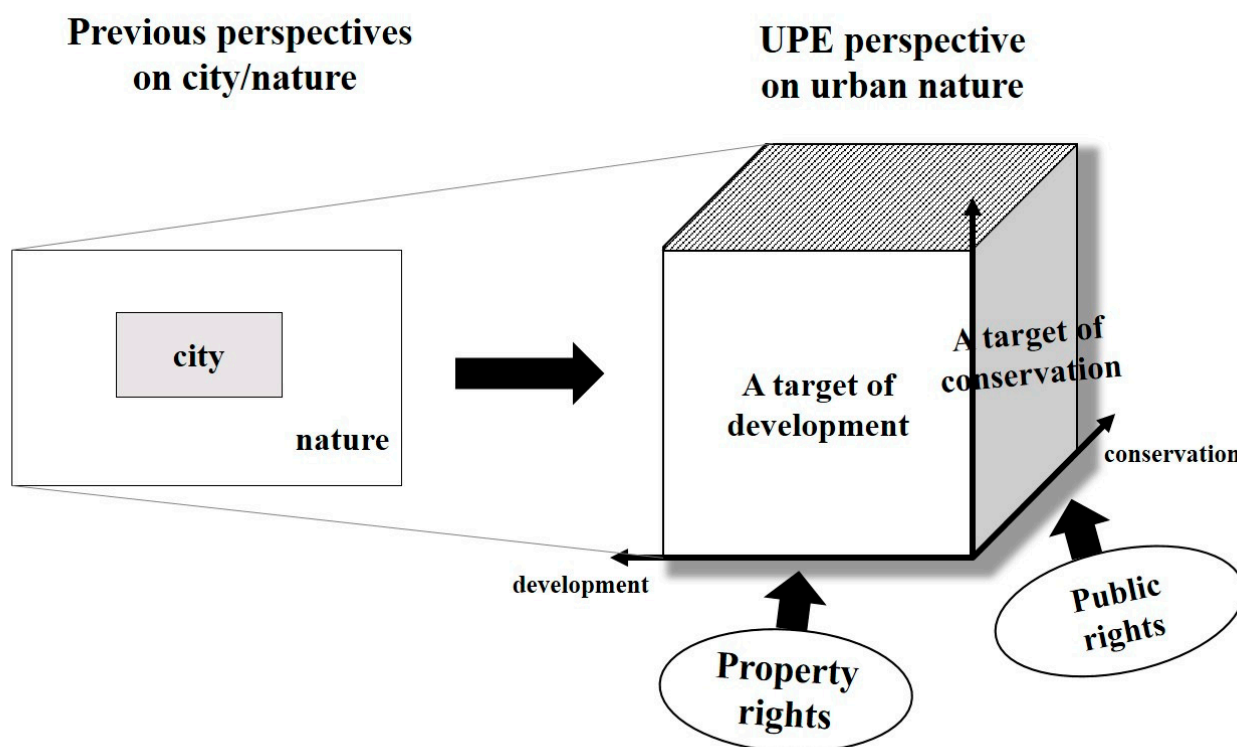 Previous perspectives
on city/nature
UPE perspective
on urban nature
city
nature
A target of
development
A target of
conservation
conservation
development
Property
rights
Public
rights